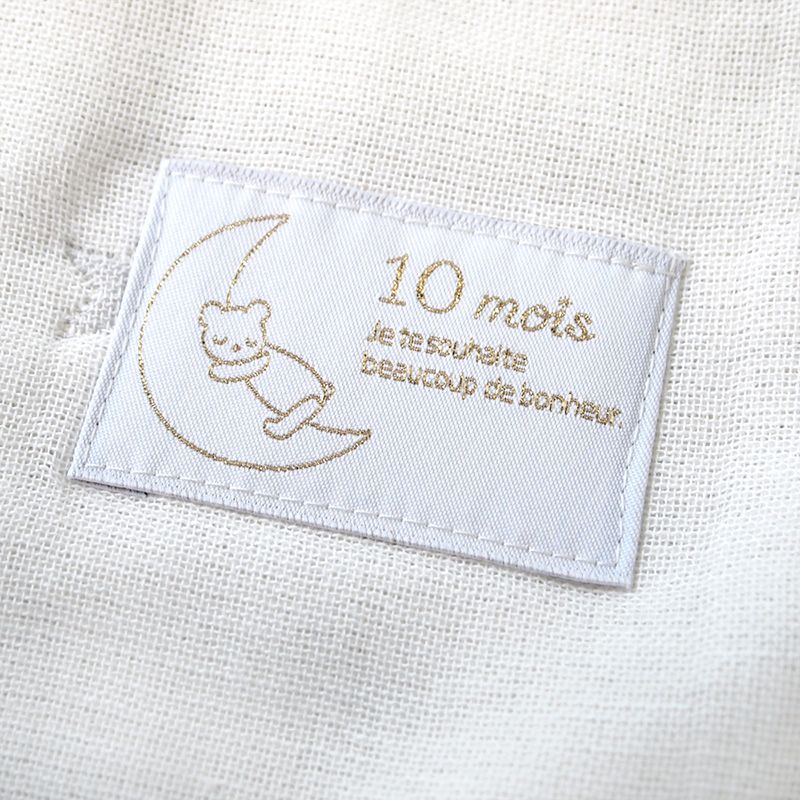 10 mois
Je te souhaite
beaucoup de bonheur.